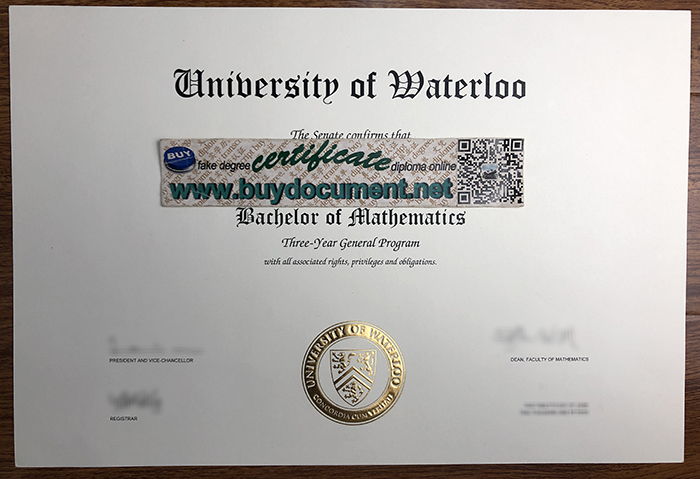 University of Waterloo
The Senate confirms that
BUY
fake degree certificate diploma online
www.buydocument.net
Bachelor of Mathematics
Three-Year General Program
with all associated rights, privileges and obligations.
UNIVERSITY OF WATERLOO
CONCORDIA CUM VERITATE
PRESIDENT AND VICE-CHANCELLOR
DEAN, FACULTY OF MATHEMATICS
REGISTRAR